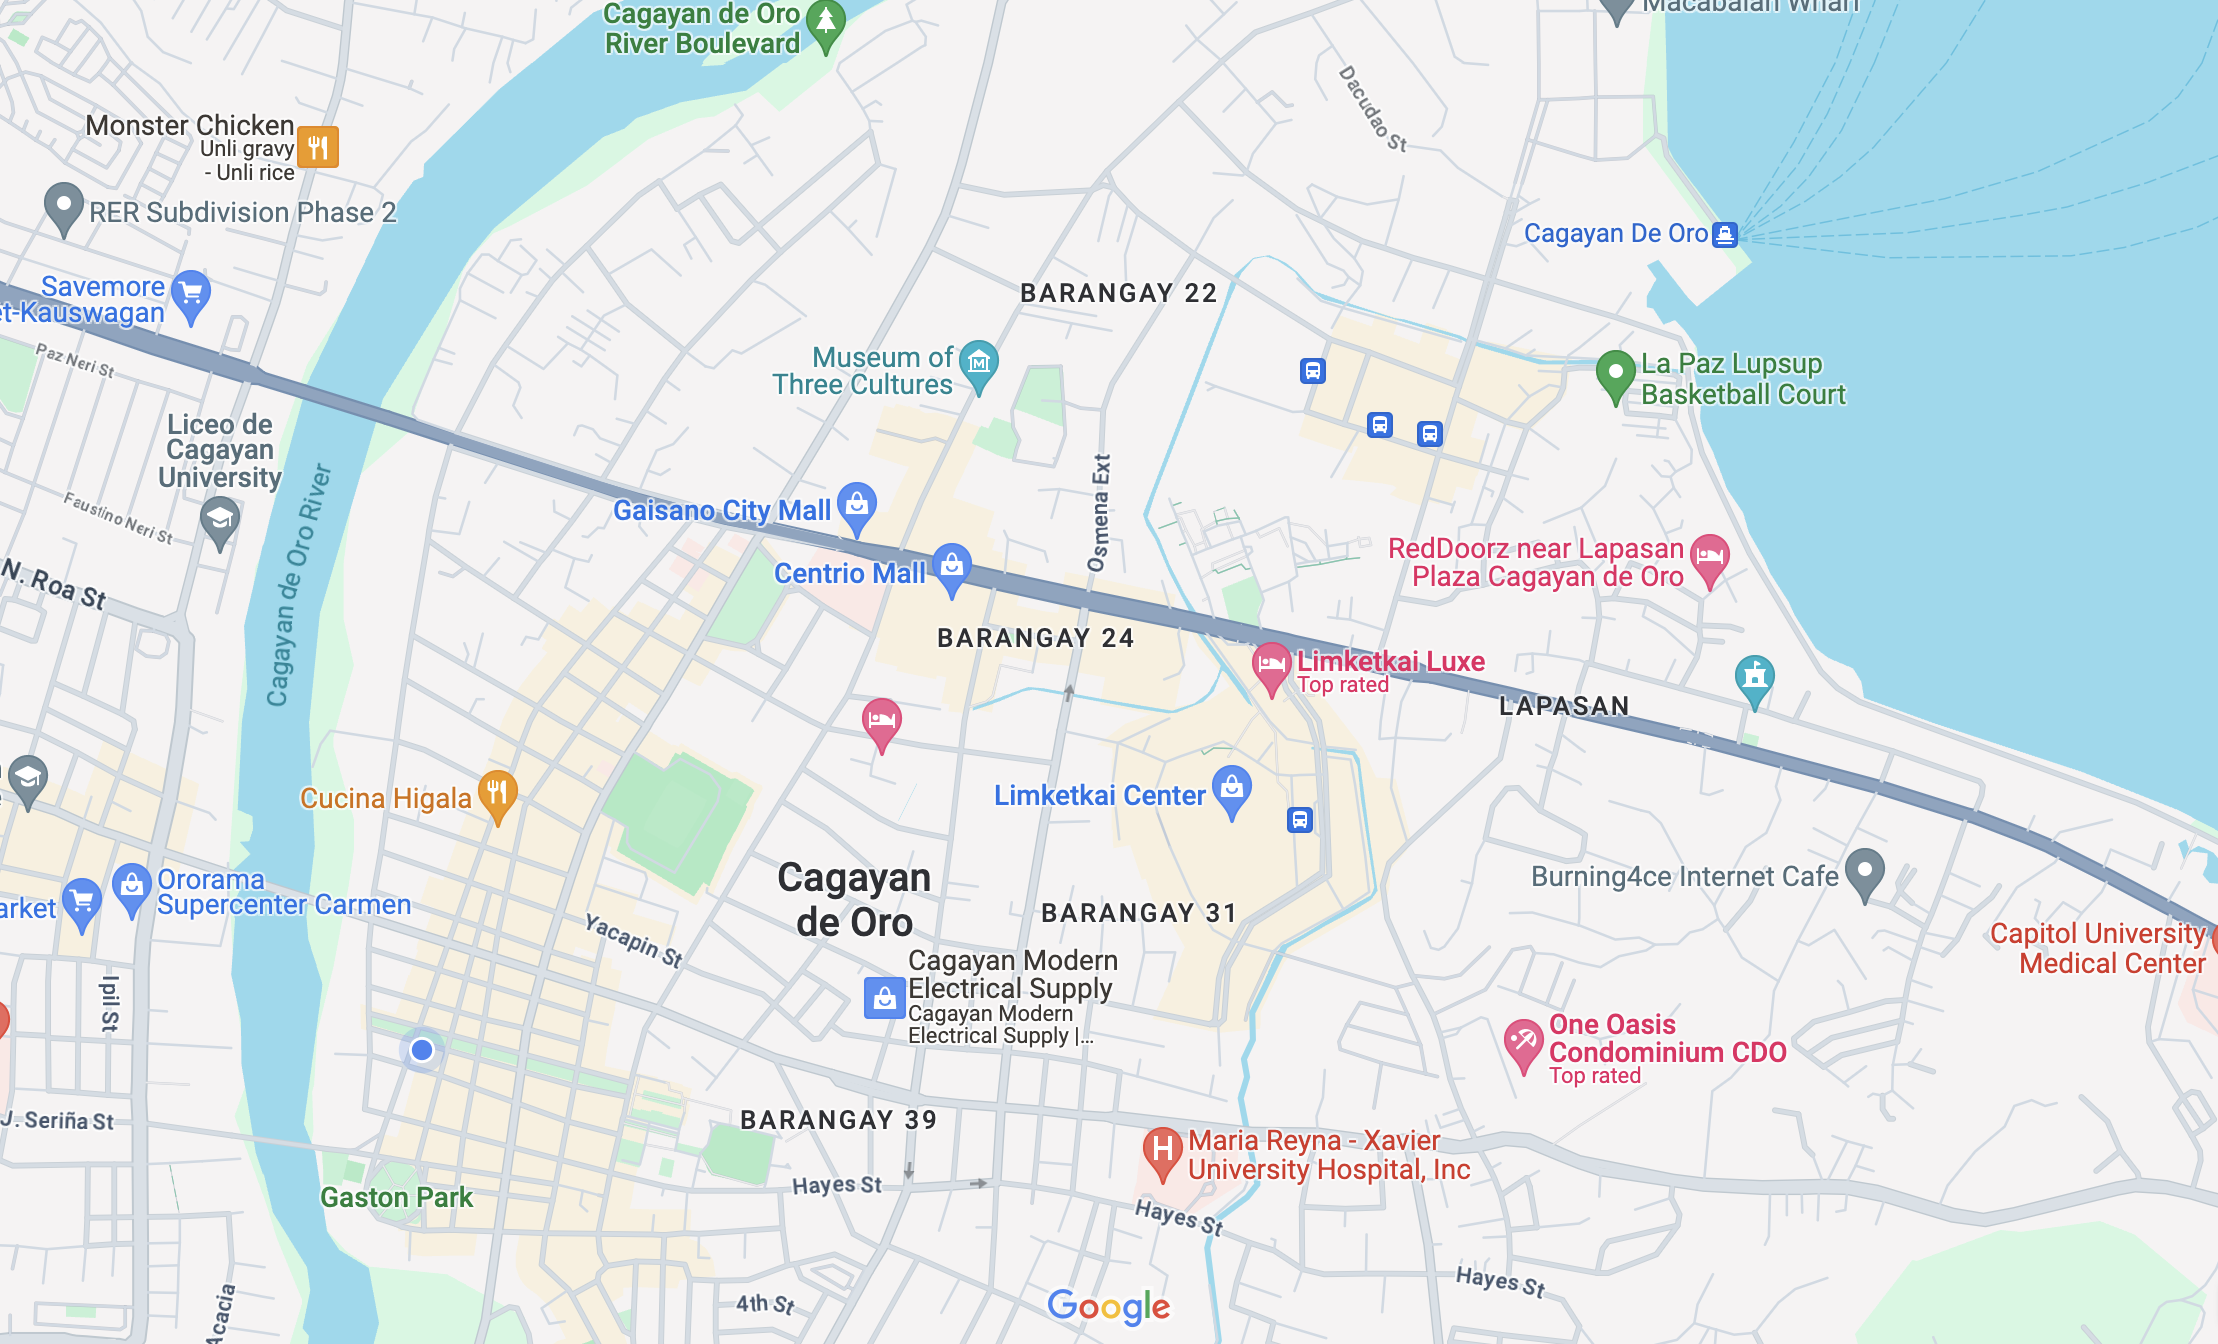 Cagayan de Oro
River Boulevard
Macabalan Wharf
Dacudao St
Monster Chicken
Unli gravy
- Unli rice
RER Subdivision Phase 2
Cagayan De Oro
Savemore
et-Kauswagan
BARANGAY 22
Paz Neri St
Museum of
Three Cultures
La Paz Lupsup
Basketball Court
Liceo de
Cagayan
University
Cagayan de Oro River
Gaisano City Mall
Osmena Ext
Faustino Neri St
RedDoorz near Lapasan
Plaza Cagayan de Oro
Centrio Mall
N. Roa St
BARANGAY 24
Limketkai Luxe
Top rated
LAPASAN
Cucina Higala
Limketkai Center
Ororama
Supercenter Carmen
arket
Cagayan
de Oro
Burning4ce Internet Cafe
BARANGAY 31
Yacapin St
Capitol University
Medical Center
Cagayan Modern
Electrical Supply
Cagayan Modern
Electrical Supply |...
Ipil St
One Oasis
Condominium CDO
Top rated
J. Seriña St
BARANGAY 39
Maria Reyna - Xavier
University Hospital, Inc
Hayes St
Gaston Park
Hayes St
Hayes St
4th St
Acacia
Google